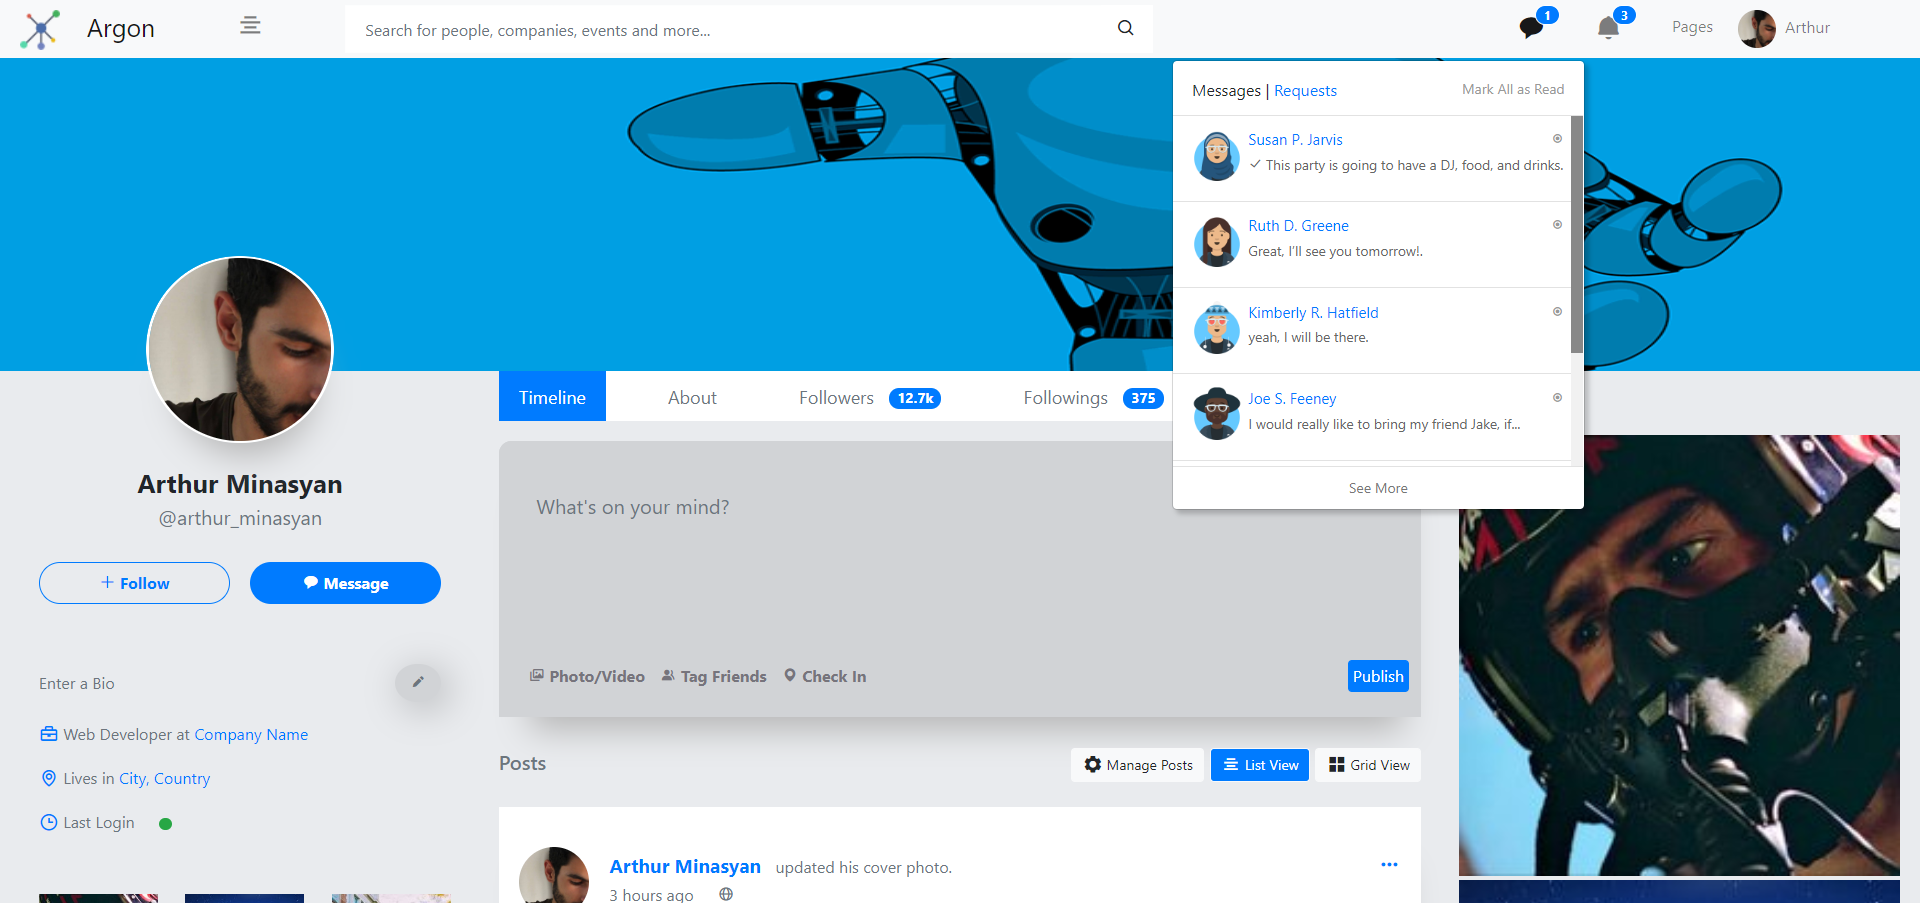 Argon
Search for people, companies, events and more...
1
3
Pages
Arthur
Messages | Requests
Mark All as Read
Susan P. Jarvis
✓ This party is going to have a DJ, food, and drinks.
Ruth D. Greene
Great, I'll see you tomorrow!.
Kimberly R. Hatfield
yeah, I will be there.
Joe S. Feeney
I would really like to bring my friend Jake, if...
See More
Arthur Minasyan
@arthur_minasyan
+ Follow
Message
Enter a Bio
Web Developer at Company Name
Lives in City, Country
Last Login
Timeline
About
Followers 12.7k
Followings 375
What's on your mind?
Photo/Video
Tag Friends
Check In
Publish
Posts
Manage Posts
List View
Grid View
Arthur Minasyan updated his cover photo.
3 hours ago